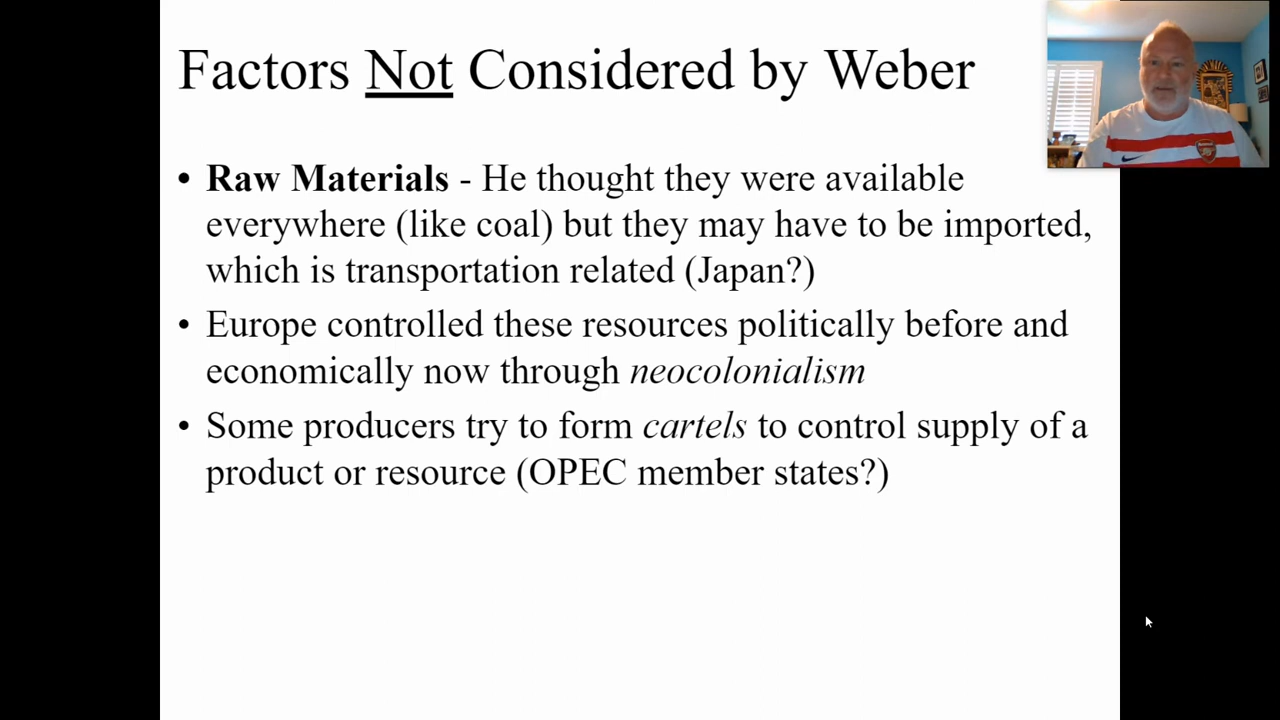 Factors Not Considered by Weber
• Raw Materials - He thought they were available
everywhere (like coal) but they may have to be imported,
which is transportation related (Japan?)
• Europe controlled these resources politically before and
economically now through neocolonialism
• Some producers try to form cartels to control supply of a
product or resource (OPEC member states?)